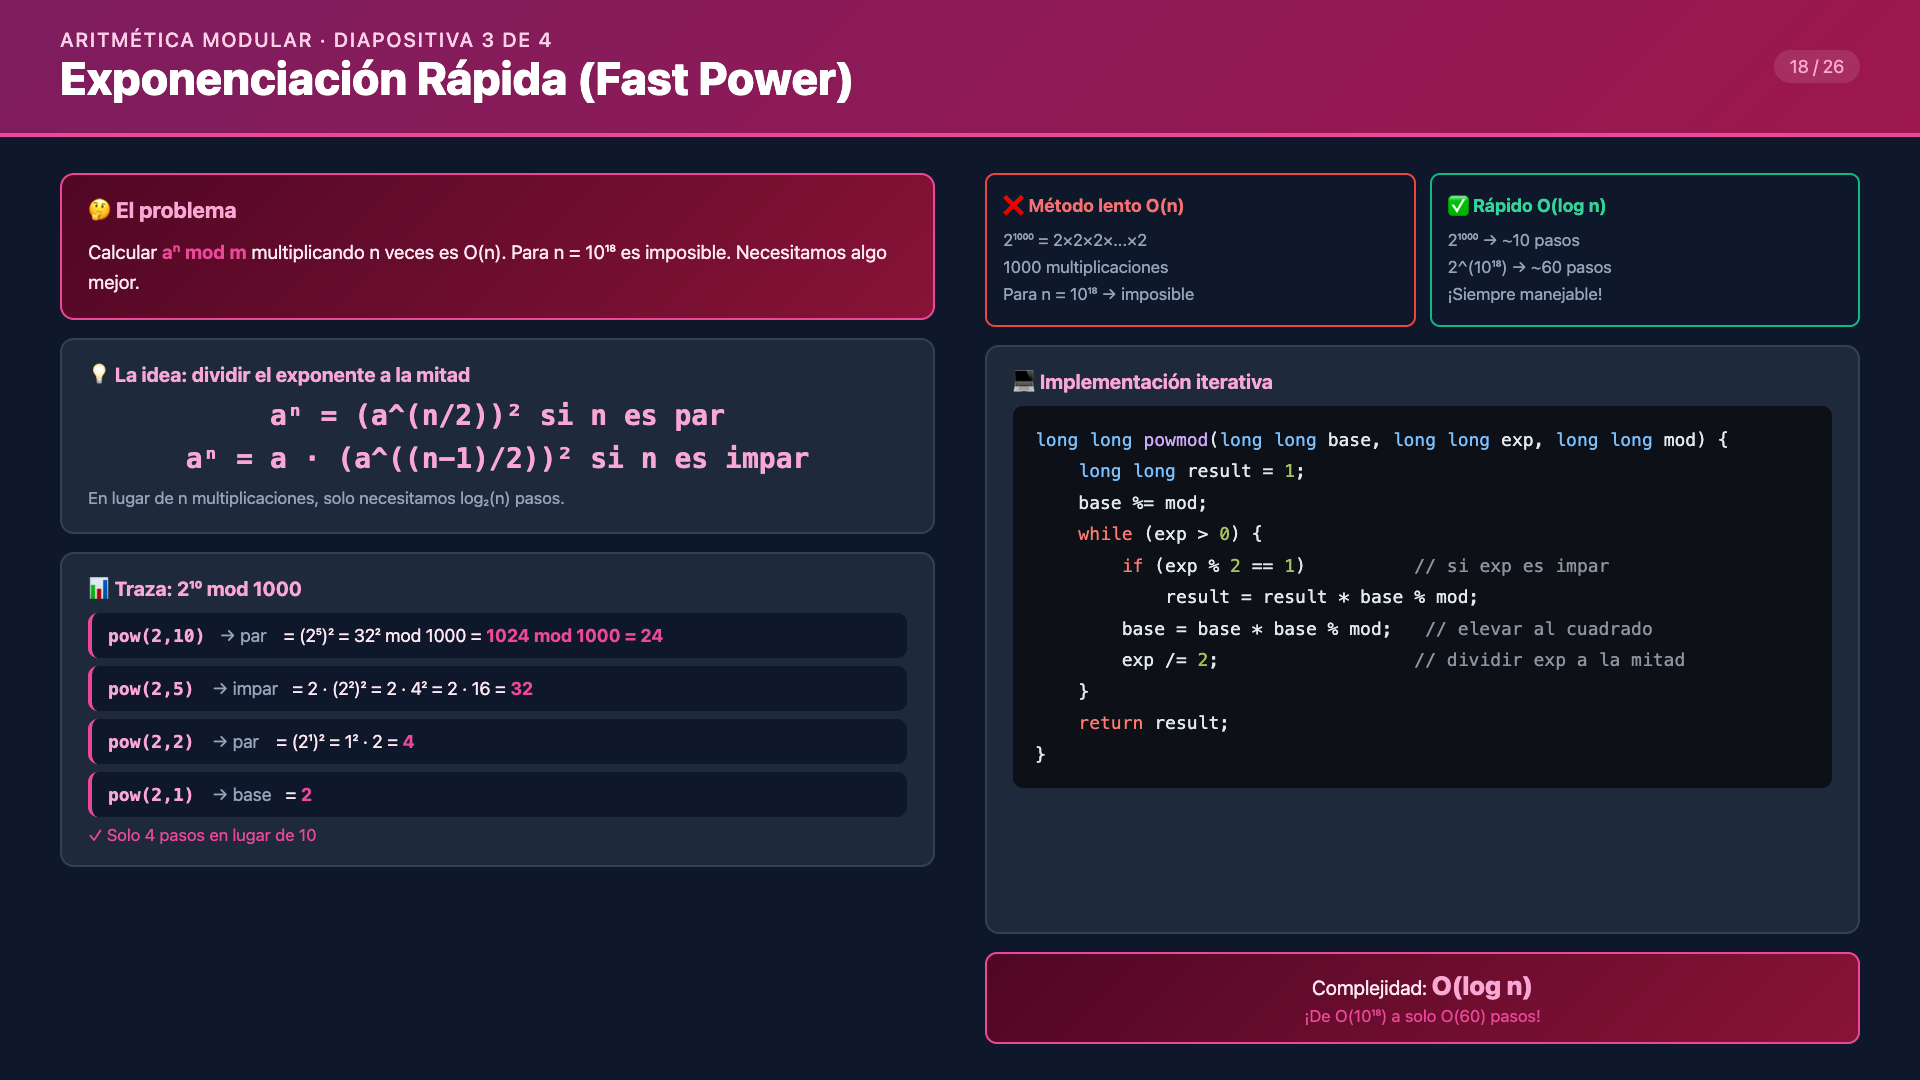 ARITMÉTICA MODULAR · DIAPOSITIVA 3 DE 4
Exponenciación Rápida (Fast Power)
18 / 26
🤔 El problema
Calcular aⁿ mod m multiplicando n veces es O(n). Para n = 10¹⁸ es imposible. Necesitamos algo
mejor.
💡 La idea: dividir el exponente a la mitad
aⁿ = (a^(n/2))² si n es par
aⁿ = a · (a^((n−1)/2))² si n es impar
En lugar de n multiplicaciones, solo necesitamos log₂(n) pasos.
📊 Traza: 2¹⁰ mod 1000
pow(2,10) → par = (2⁵)² = 32² mod 1000 = 1024 mod 1000 = 24
pow(2,5) → impar = 2 · (2²)² = 2 · 4² = 2 · 16 = 32
pow(2,2) → par = (2¹)² = 1² · 2 = 4
pow(2,1) → base = 2
✓ Solo 4 pasos en lugar de 10
❌ Método lento O(n)
2¹⁰⁰⁰ = 2×2×2×...×2
1000 multiplicaciones
Para n = 10¹⁸ → imposible
✅ Rápido O(log n)
2¹⁰⁰⁰ → ~10 pasos
2^(10¹⁸) → ~60 pasos
¡Siempre manejable!
💻 Implementación iterativa
long long powmod(long long base, long long exp, long long mod) {
    long long result = 1;
    base %= mod;
    while (exp > 0) {
        if (exp % 2 == 1)          // si exp es impar
            result = result * base % mod;
        base = base * base % mod;   // elevar al cuadrado
        exp /= 2;                  // dividir exp a la mitad
    }
    return result;
}
Complejidad: O(log n)
¡De O(10¹⁸) a solo O(60) pasos!